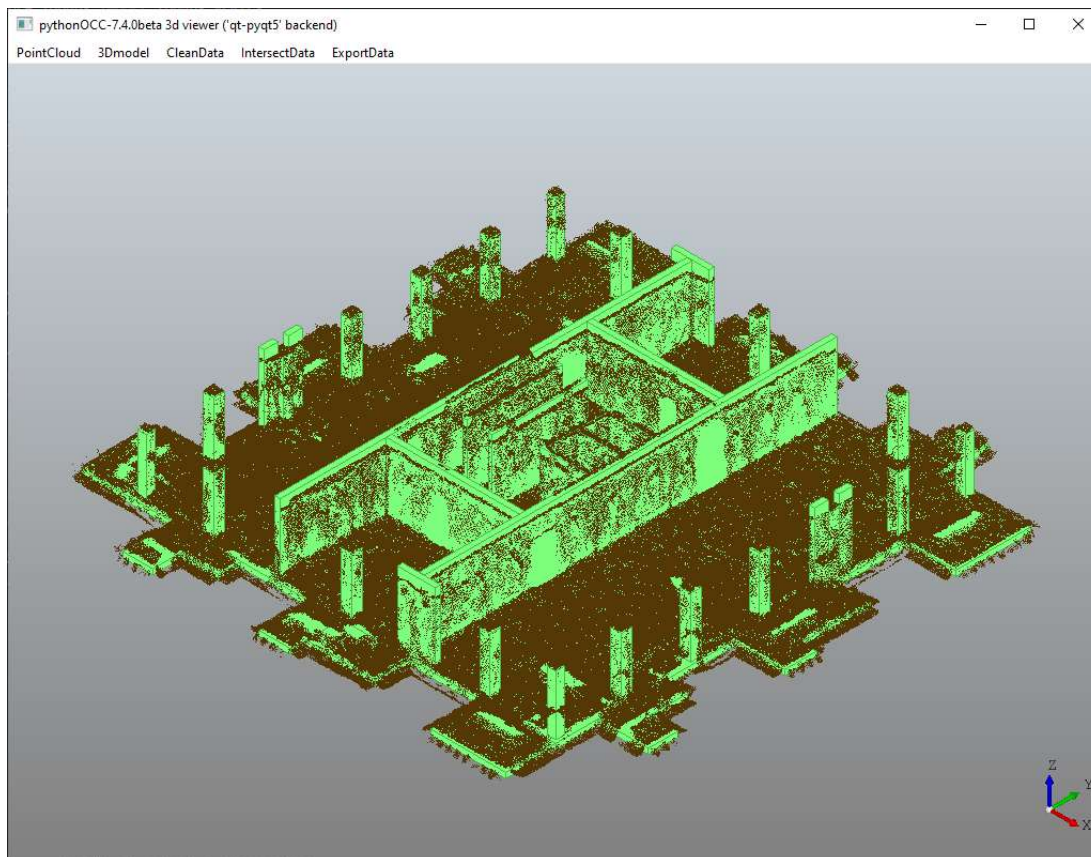 pythonOCC-7.4.0beta 3d viewer ('qt-pyqt5' backend)
PointCloud 3Dmodel CleanData IntersectData ExportData
Z
Y
X